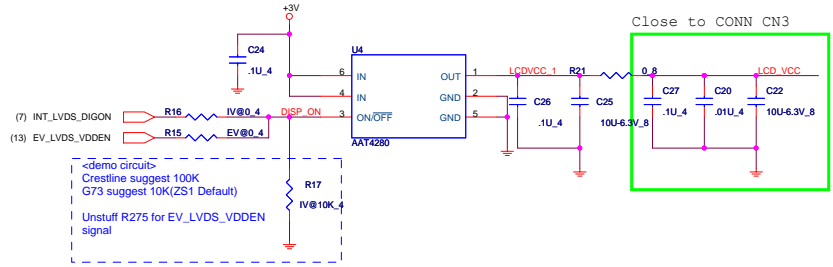 Close to CONN CN3
+3V
C24
.1U_4
U4
6 IN OUT 1 LCDVCC_1 R21 0_8 LCD_VCC
4 IN GND 2
3 ON/OFF GND 5
AAT4280
C26
.1U_4
C25
10U-6.3V_8
C27
.1U_4
C20
.01U_4
C22
10U-6.3V_8
(7) INT_LVDS_DIGON R16 IV@0_4 DISP_ON
(13) EV_LVDS_VDDEN R15 EV@0_4
<demo circuit>
Crestline suggest 100K
G73 suggest 10K(ZS1 Default)
Unstuff R275 for EV_LVDS_VDDEN
signal
R17
IV@10K_4